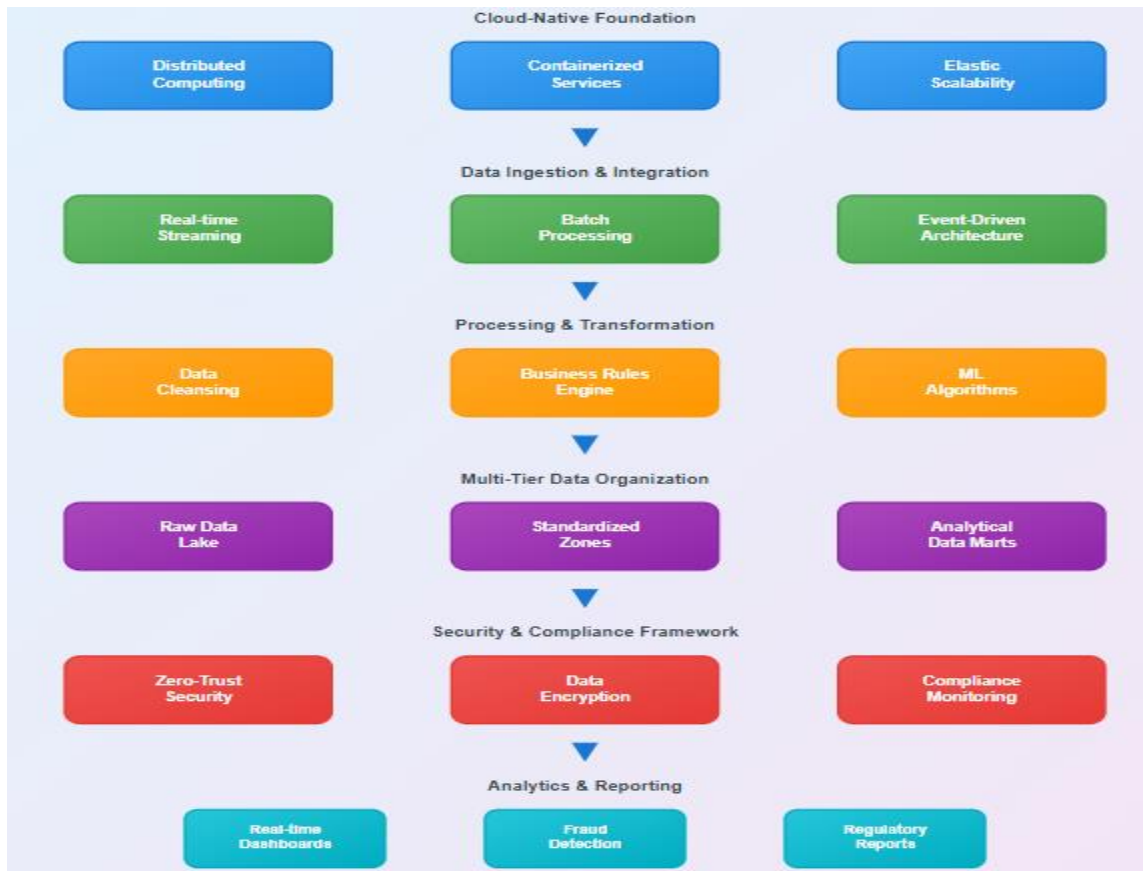 Cloud-Native Foundation
Distributed
Computing
Containerized
Services
Elastic
Scalability
Data Ingestion & Integration
Real-time
Streaming
Batch
Processing
Event-Driven
Architecture
Processing & Transformation
Data
Cleansing
Business Rules
Engine
ML
Algorithms
Multi-Tier Data Organization
Raw Data
Lake
Standardized
Zones
Analytical
Data Marts
Security & Compliance Framework
Zero-Trust
Security
Data
Encryption
Compliance
Monitoring
Analytics & Reporting
Real-time
Dashboards
Fraud
Detection
Regulatory
Reports